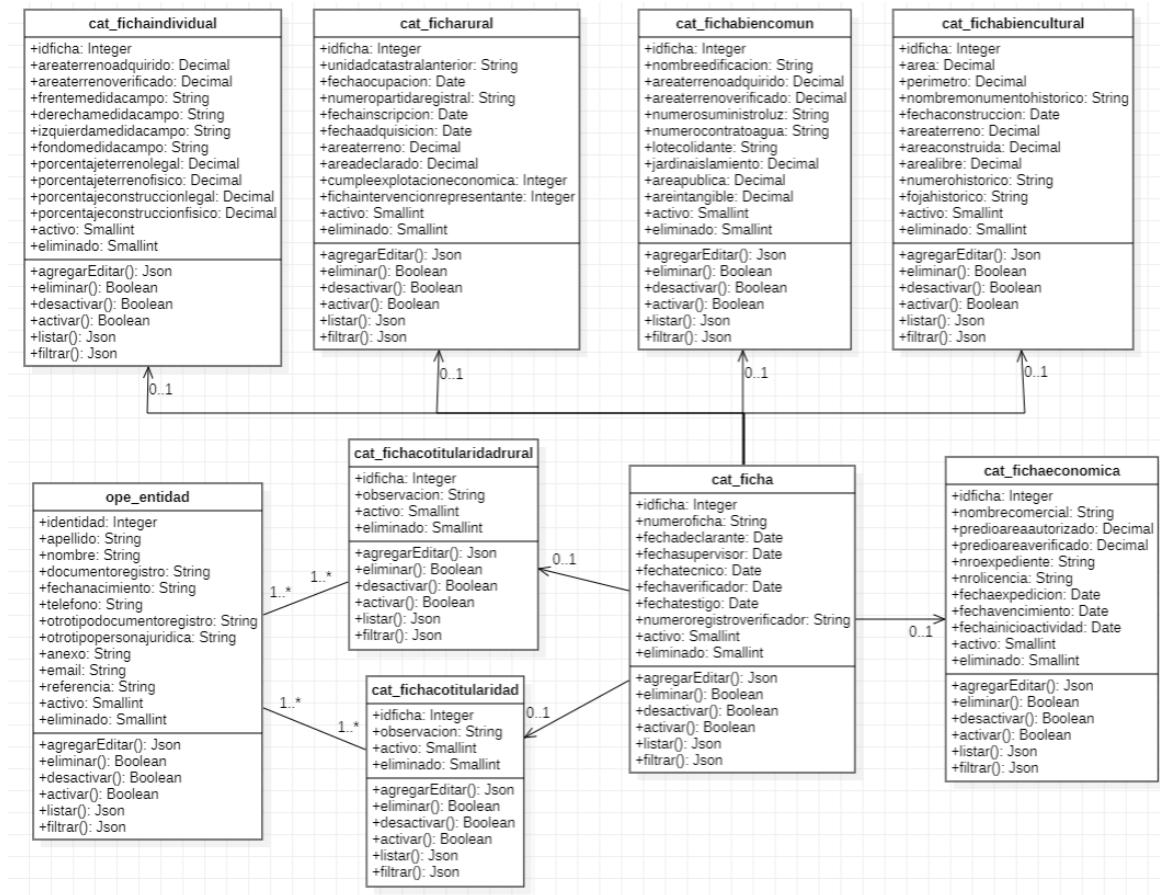 cat_fichaindividual
+idficha: Integer
+areaterrenoadquirido: Decimal
+areaterrenoverificado: Decimal
+frentemedidacampo: String
+derechamedidacampo: String
+izquierdamedidacampo: String
+fondomedidacampo: String
+porcentajeterrenolegal: Decimal
+porcentajeterrenofisico: Decimal
+porcentajeconstruccionlegal: Decimal
+porcentajeconstruccionfisico: Decimal
+activo: Smallint
+eliminado: Smallint
+agregarEditar(): Json
+eliminar(): Boolean
+desactivar(): Boolean
+activar(): Boolean
+listar(): Json
+filtrar(): Json
0..1
cat_ficharural
+idficha: Integer
+unidadcatastralanterior: String
+fechaocupacion: Date
+numeropartidaregistral: String
+fechainscripcion: Date
+fechaadquisicion: Date
+areaterreno: Decimal
+areadeclarado: Decimal
+cumpleexplotacioneconomica: Integer
+fichaintervencionrepresentante: Integer
+activo: Smallint
+eliminado: Smallint
+agregarEditar(): Json
+eliminar(): Boolean
+desactivar(): Boolean
+activar(): Boolean
+listar(): Json
+filtrar(): Json
0..1
cat_fichabiencomun
+idficha: Integer
+nombreedificacion: String
+areaterrenoadquirido: Decimal
+areaterrenoverificado: Decimal
+numerosuministroluz: String
+numerocontratoagua: String
+lotecolidante: String
+jardinaislamiento: Decimal
+areapublica: Decimal
+areintangible: Decimal
+activo: Smallint
+eliminado: Smallint
+agregarEditar(): Json
+eliminar(): Boolean
+desactivar(): Boolean
+activar(): Boolean
+listar(): Json
+filtrar(): Json
0..1
cat_fichabiencultural
+idficha: Integer
+area: Decimal
+perimetro: Decimal
+nombremonumentohistorico: String
+fechaconstruccion: Date
+areaterreno: Decimal
+areaconstruida: Decimal
+arealibre: Decimal
+numerohistorico: String
+fojahistorico: String
+activo: Smallint
+eliminado: Smallint
+agregarEditar(): Json
+eliminar(): Boolean
+desactivar(): Boolean
+activar(): Boolean
+listar(): Json
+filtrar(): Json
0..1
ope_entidad
+identidad: Integer
+apellido: String
+nombre: String
+documentoregistro: String
+fechanacimiento: String
+telefono: String
+otrotipodocumentoregistro: String
+otrotipopersonajuridica: String
+anexo: String
+email: String
+referencia: String
+activo: Smallint
+eliminado: Smallint
+agregarEditar(): Json
+eliminar(): Boolean
+desactivar(): Boolean
+activar(): Boolean
+listar(): Json
+filtrar(): Json
1..*
1..*
1..*
1..*
cat_fichacotitularidadrural
+idficha: Integer
+observacion: String
+activo: Smallint
+eliminado: Smallint
+agregarEditar(): Json
+eliminar(): Boolean
+desactivar(): Boolean
+activar(): Boolean
+listar(): Json
+filtrar(): Json
0..1
cat_fichacotitularidad
+idficha: Integer
+observacion: String
+activo: Smallint
+eliminado: Smallint
+agregarEditar(): Json
+eliminar(): Boolean
+desactivar(): Boolean
+activar(): Boolean
+listar(): Json
+filtrar(): Json
0..1
cat_ficha
+idficha: Integer
+numeroficha: String
+fechadeclarante: Date
+fechasupervisor: Date
+fechatecnico: Date
+fechaverificador: Date
+fechatestigo: Date
+numeroregistroverificador: String
+activo: Smallint
+eliminado: Smallint
+agregarEditar(): Json
+eliminar(): Boolean
+desactivar(): Boolean
+activar(): Boolean
+listar(): Json
+filtrar(): Json
0..1
cat_fichaeconomica
+idficha: Integer
+nombrecomercial: String
+predioareaautorizado: Decimal
+predioareaverificado: Decimal
+nroexpediente: String
+nrolicencia: String
+fechaexpedicion: Date
+fechavencimiento: Date
+fechainicioactividad: Date
+activo: Smallint
+eliminado: Smallint
+agregarEditar(): Json
+eliminar(): Boolean
+desactivar(): Boolean
+activar(): Boolean
+listar(): Json
+filtrar(): Json